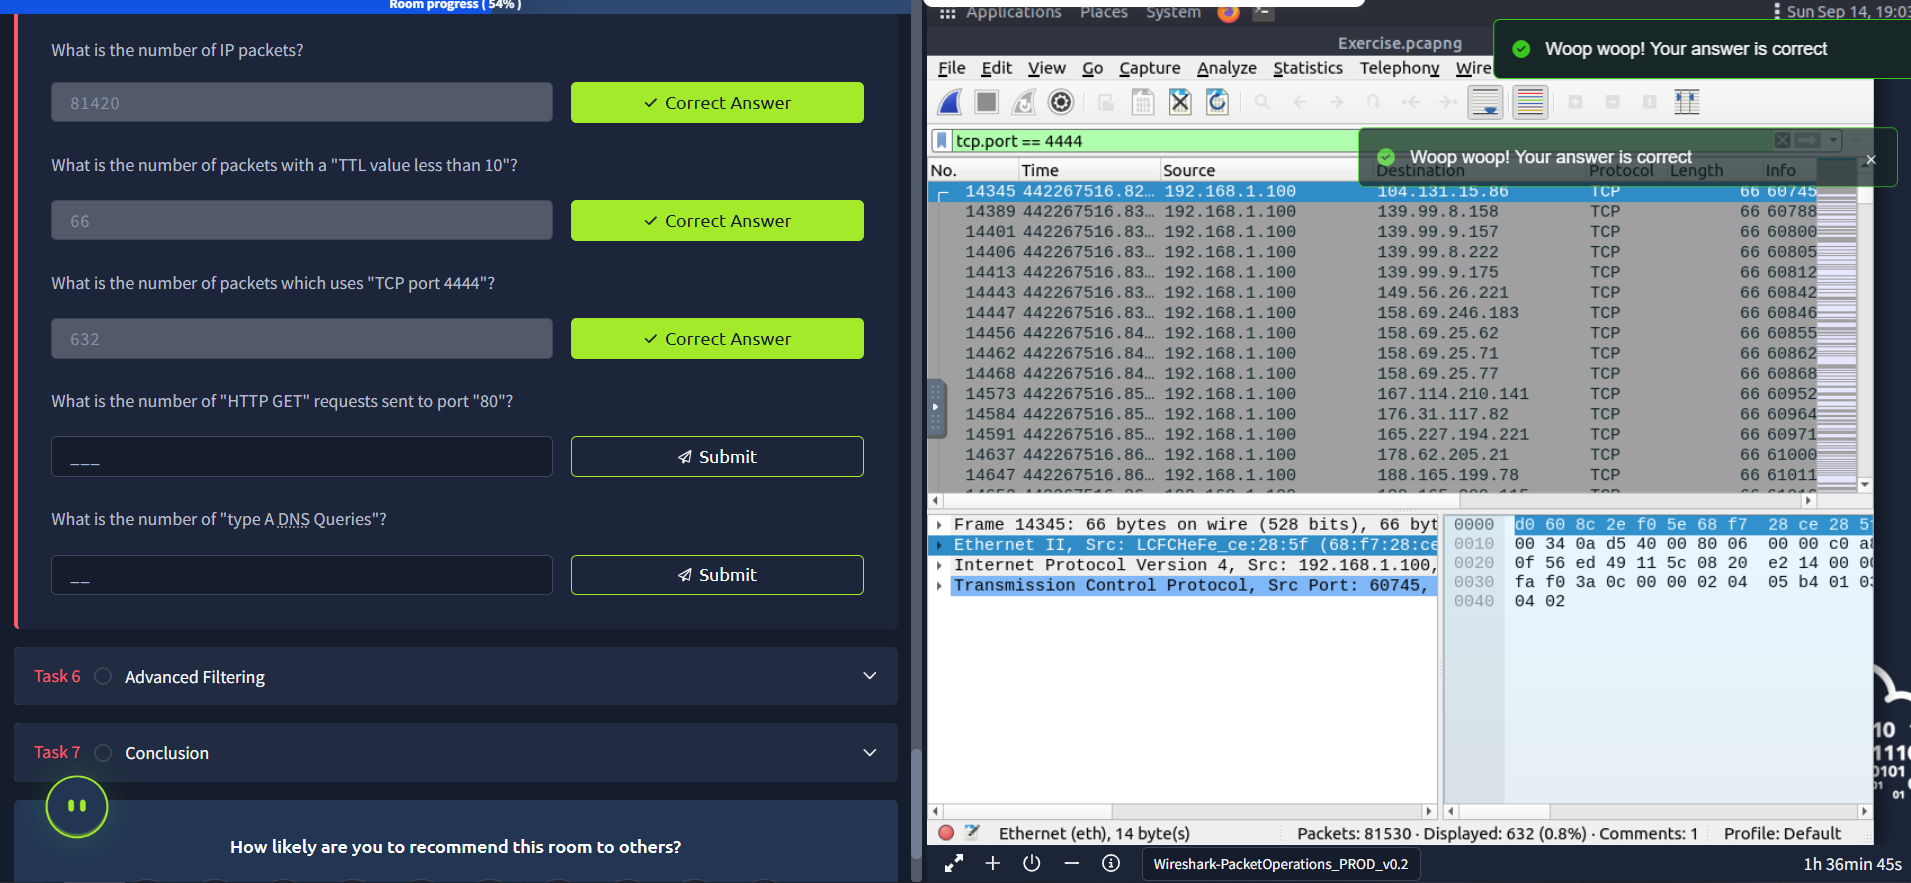 Room progress ( 54% )
What is the number of IP packets?
81420
Correct Answer
What is the number of packets with a "TTL value less than 10"?
66
Correct Answer
What is the number of packets which uses "TCP port 4444"?
632
Correct Answer
What is the number of "HTTP GET" requests sent to port "80"?
___
Submit
What is the number of "type A DNS Queries"?
__
Submit
Task 6 Advanced Filtering
Task 7 Conclusion
How likely are you to recommend this room to others?
Applications Places System Sun Sep 14, 19:03
Exercise.pcapng
Woop woop! Your answer is correct
File Edit View Go Capture Analyze Statistics Telephony Wire
tcp.port == 4444
Woop woop! Your answer is correct
No. Time Source Destination Protocol Length Info
14345 442267516.82… 192.168.1.100 104.131.15.86 TCP 66 60745
14389 442267516.83… 192.168.1.100 139.99.8.158 TCP 66 60788
14401 442267516.83… 192.168.1.100 139.99.9.157 TCP 66 60800
14406 442267516.83… 192.168.1.100 139.99.8.222 TCP 66 60805
14413 442267516.83… 192.168.1.100 139.99.9.175 TCP 66 60812
14443 442267516.83… 192.168.1.100 149.56.26.221 TCP 66 60842
14447 442267516.83… 192.168.1.100 158.69.246.183 TCP 66 60846
14456 442267516.84… 192.168.1.100 158.69.25.62 TCP 66 60855
14462 442267516.84… 192.168.1.100 158.69.25.71 TCP 66 60862
14468 442267516.84… 192.168.1.100 158.69.25.77 TCP 66 60868
14573 442267516.85… 192.168.1.100 167.114.210.141 TCP 66 60952
14584 442267516.85… 192.168.1.100 176.31.117.82 TCP 66 60964
14591 442267516.85… 192.168.1.100 165.227.194.221 TCP 66 60971
14637 442267516.86… 192.168.1.100 178.62.205.21 TCP 66 61000
14647 442267516.86… 192.168.1.100 188.165.199.78 TCP 66 61011
Frame 14345: 66 bytes on wire (528 bits), 66 byt
Ethernet II, Src: LCFCHeFe_ce:28:5f (68:f7:28:ce
Internet Protocol Version 4, Src: 192.168.1.100,
Transmission Control Protocol, Src Port: 60745,
0000 d0 60 8c 2e f0 5e 68 f7 28 ce 28 5
0010 00 34 0a d5 40 00 80 06 00 00 c0 a8
0020 0f 56 ed 49 11 5c 08 20 e2 14 00 00
0030 fa f0 3a 0c 00 00 02 04 05 b4 01 03
0040 04 02
10
1110
0101
01
01
Ethernet (eth), 14 byte(s) Packets: 81530 · Displayed: 632 (0.8%) · Comments: 1 Profile: Default
Wireshark-PacketOperations_PROD_v0.2 1h 36min 45s